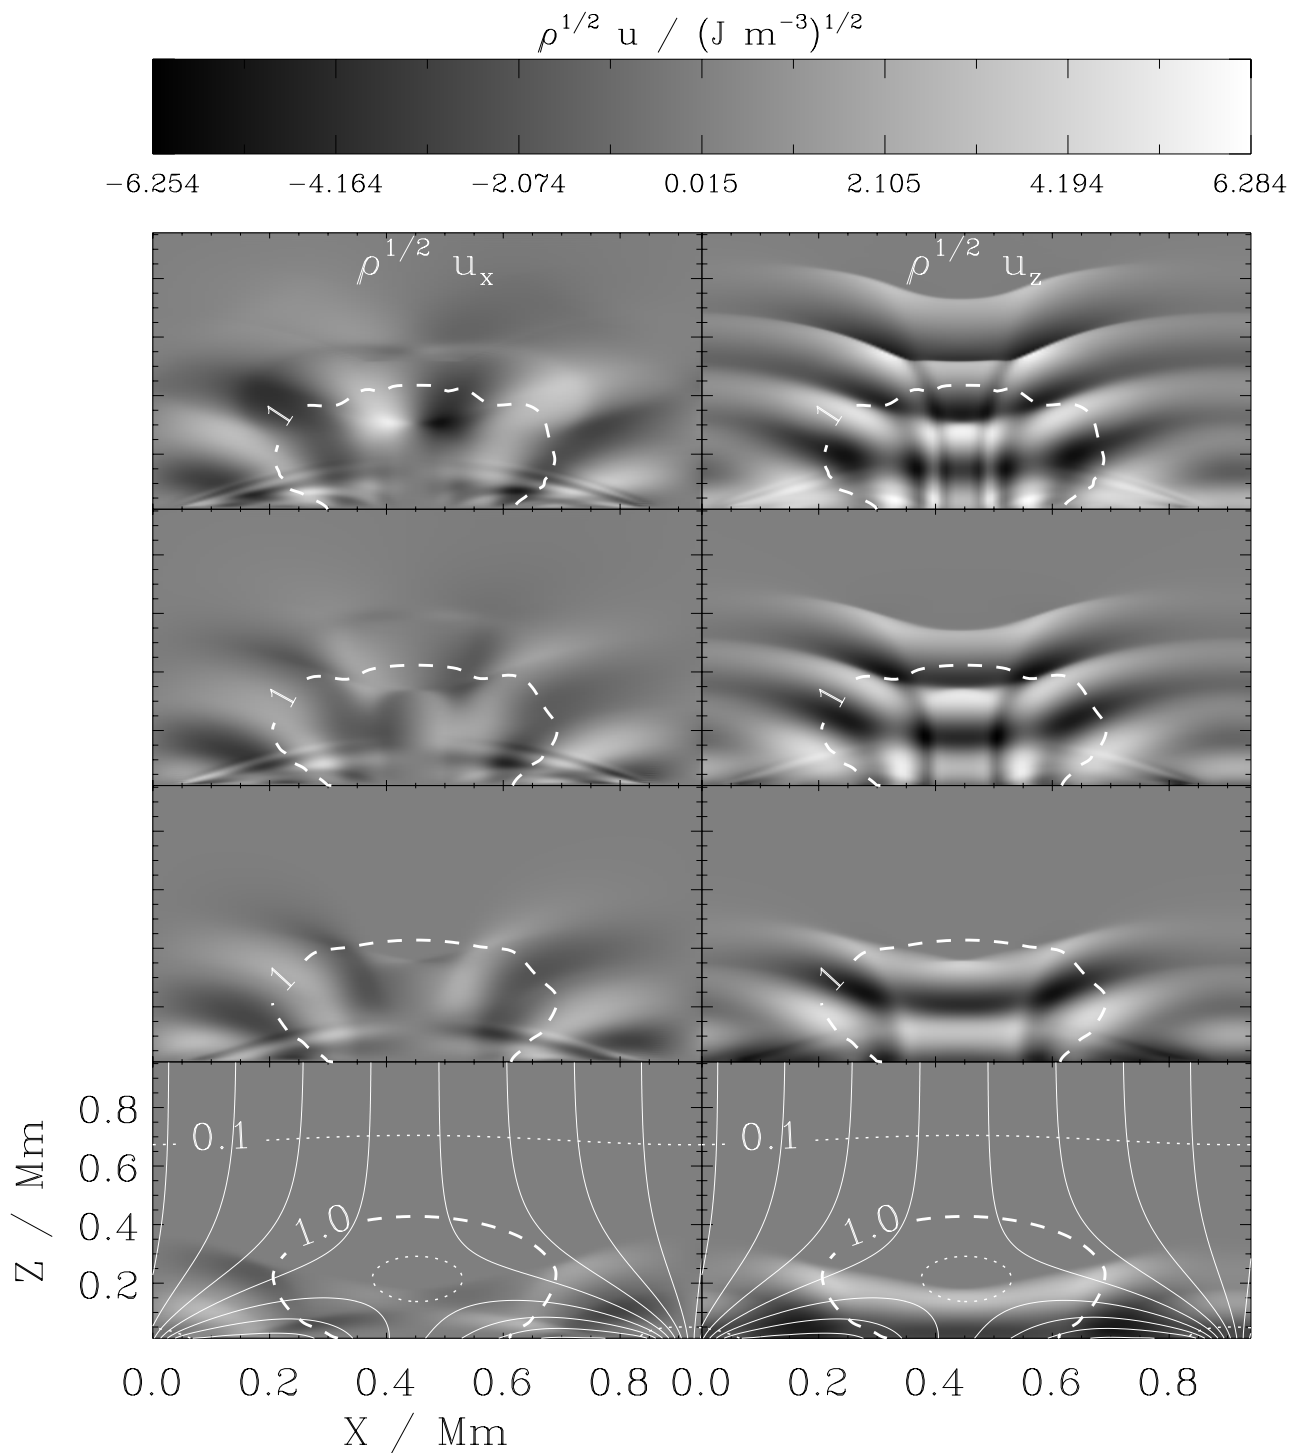 ρ^1/2 u / (J m^−3)^1/2
−6.254 −4.164 −2.074 0.015 2.105 4.194 6.284
ρ^1/2 u_x ρ^1/2 u_z
1 1
1 1
1 1
0.8 0.1 0.1
0.6
0.4 1.0 1.0
0.2
Z / Mm
0.0 0.2 0.4 0.6 0.8 0.0 0.2 0.4 0.6 0.8
X / Mm